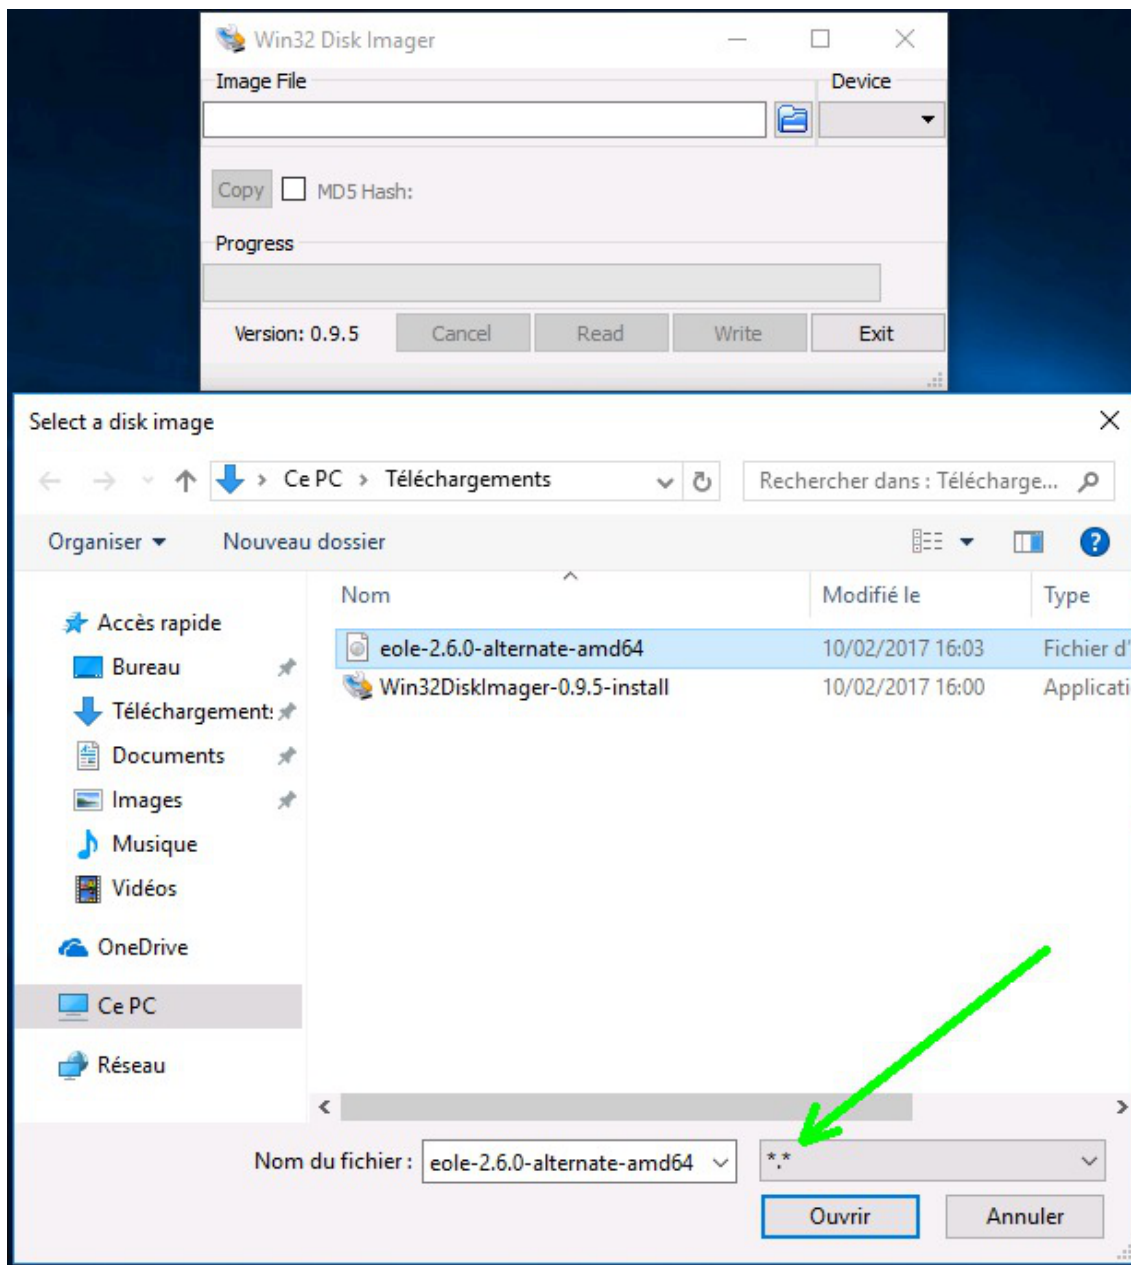 Win32 Disk Imager
Image File
Device
Copy
MD5 Hash:
Progress
Version: 0.9.5
Cancel
Read
Write
Exit
Select a disk image
Ce PC > Téléchargements
Rechercher dans : Télécharge...
Organiser
Nouveau dossier
?
Nom
Modifié le
Type
Accès rapide
Bureau
Téléchargement:
Documents
Images
Musique
Vidéos
OneDrive
Ce PC
Réseau
eole-2.6.0-alternate-amd64 10/02/2017 16:03 Fichier d'
Win32DiskImager-0.9.5-install 10/02/2017 16:00 Applicati
Nom du fichier : eole-2.6.0-alternate-amd64
*.*
Ouvrir
Annuler